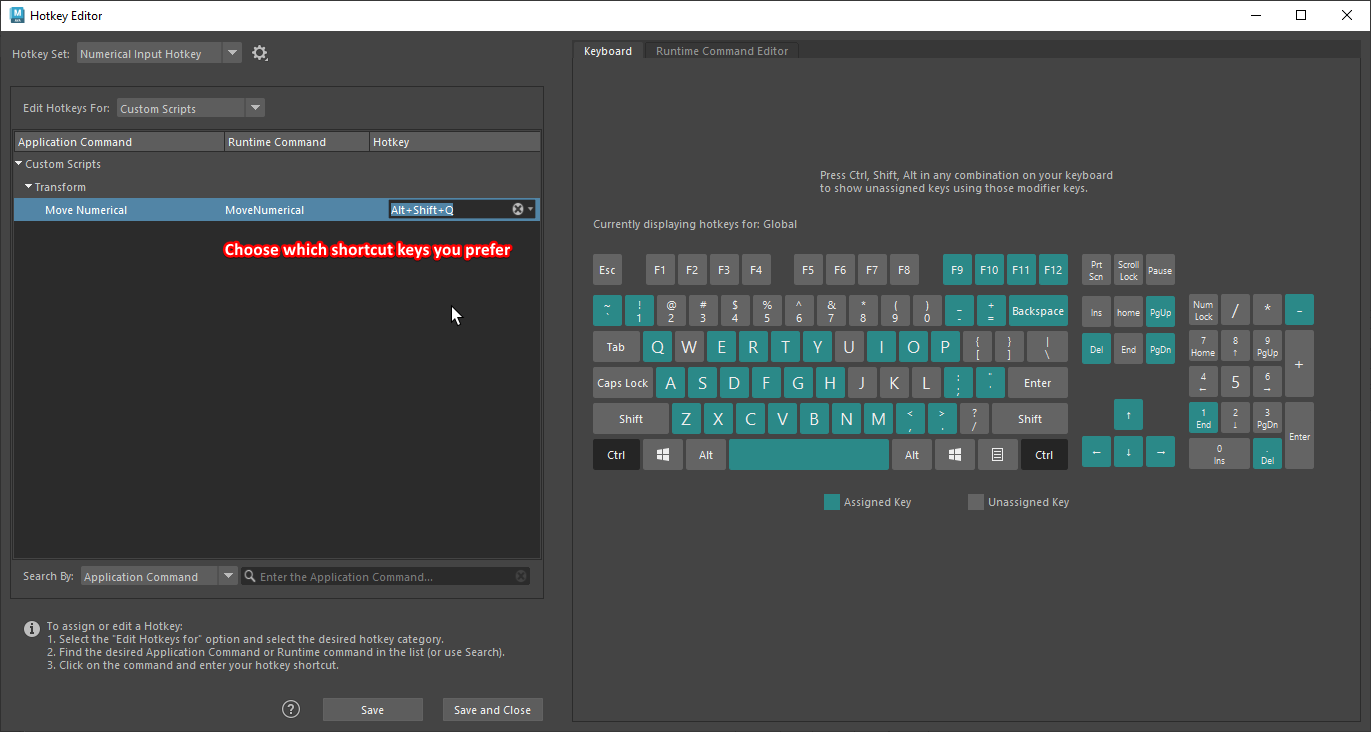 Hotkey Editor
Hotkey Set: Numerical Input Hotkey
Edit Hotkeys For: Custom Scripts
Application Command Runtime Command Hotkey
Custom Scripts
Transform
Move Numerical MoveNumerical Alt+Shift+Q
Choose which shortcut keys you prefer
Search By: Application Command Enter the Application Command...
To assign or edit a Hotkey:
1. Select the "Edit Hotkeys for" option and select the desired hotkey category.
2. Find the desired Application Command or Runtime command in the list (or use Search).
3. Click on the command and enter your hotkey shortcut.
? Save Save and Close
Keyboard Runtime Command Editor
Press Ctrl, Shift, Alt in any combination on your keyboard
to show unassigned keys using those modifier keys.
Currently displaying hotkeys for: Global
Esc F1 F2 F3 F4 F5 F6 F7 F8 F9 F10 F11 F12 Prt Scn Scroll Lock Pause
~ ` ! 1 @ 2 # 3 $ 4 % 5 ^ 6 & 7 * 8 ( 9 ) 0 _ - + = Backspace Ins home PgUp Num Lock / * -
Tab Q W E R T Y U I O P { [ } ] | \ Del End PgDn 7 Home 8 ↑ 9 PgUp +
Caps Lock A S D F G H J K L : ; " ' Enter 4 ← 5 6 →
Shift Z X C V B N M < , > . ? / Shift ↑ 1 End 2 ↓ 3 PgDn Enter
Ctrl Alt Alt Ctrl ← ↓ → 0 Ins . Del
Assigned Key Unassigned Key